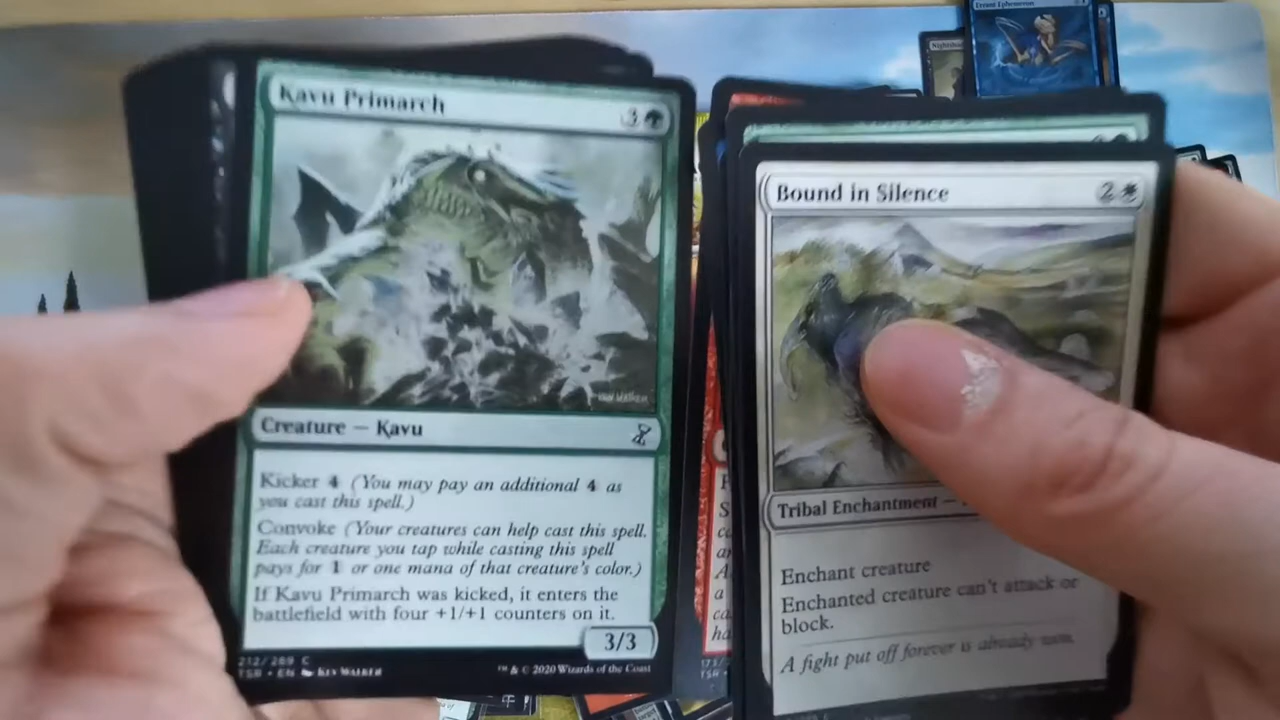 Errant Ephemeron
Kavu Primarch
3
Creature — Kavu
Kicker 4 (You may pay an additional 4 as
you cast this spell.)
Convoke (Your creatures can help cast this spell.
Each creature you tap while casting this spell
pays for 1 or one mana of that creature's color.)
If Kavu Primarch was kicked, it enters the
battlefield with four +1/+1 counters on it.
3/3
212/289 C
TSR • EN KEV WALKER
™ & © 2020 Wizards of the Coast
Bound in Silence
2
Tribal Enchantment —
Enchant creature
Enchanted creature can't attack or
block.
A fight put off forever is already won.